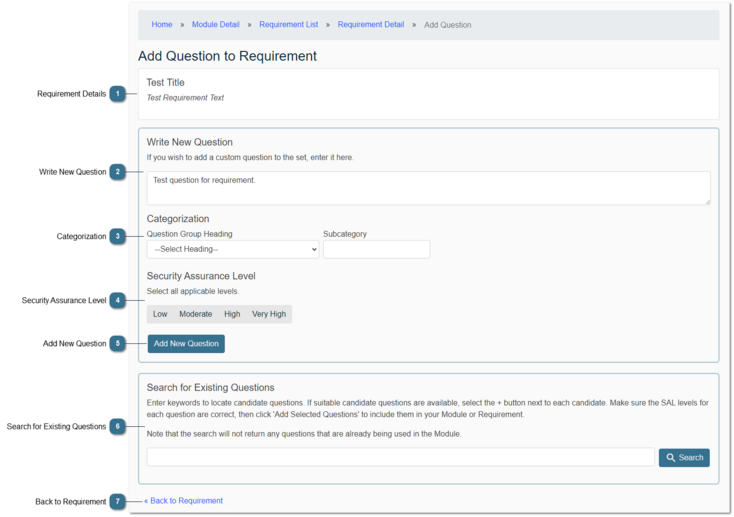 Home » Module Detail » Requirement List » Requirement Detail » Add Question
Add Question to Requirement
Test Title
Requirement Details 1
Test Requirement Text
Write New Question
If you wish to add a custom question to the set, enter it here.
Write New Question 2
Test question for requirement.
Categorization
Categorization 3
Question Group Heading Subcategory
--Select Heading--
Security Assurance Level
Select all applicable levels.
Security Assurance Level 4
Low Moderate High Very High
Add New Question 5
Add New Question
Search for Existing Questions
Enter keywords to locate candidate questions. If suitable candidate questions are available, select the + button next to each candidate. Make sure the SAL levels for
each question are correct, then click 'Add Selected Questions' to include them in your Module or Requirement.
Search for Existing Questions 6
Note that the search will not return any questions that are already being used in the Module.
Search
Back to Requirement 7
« Back to Requirement